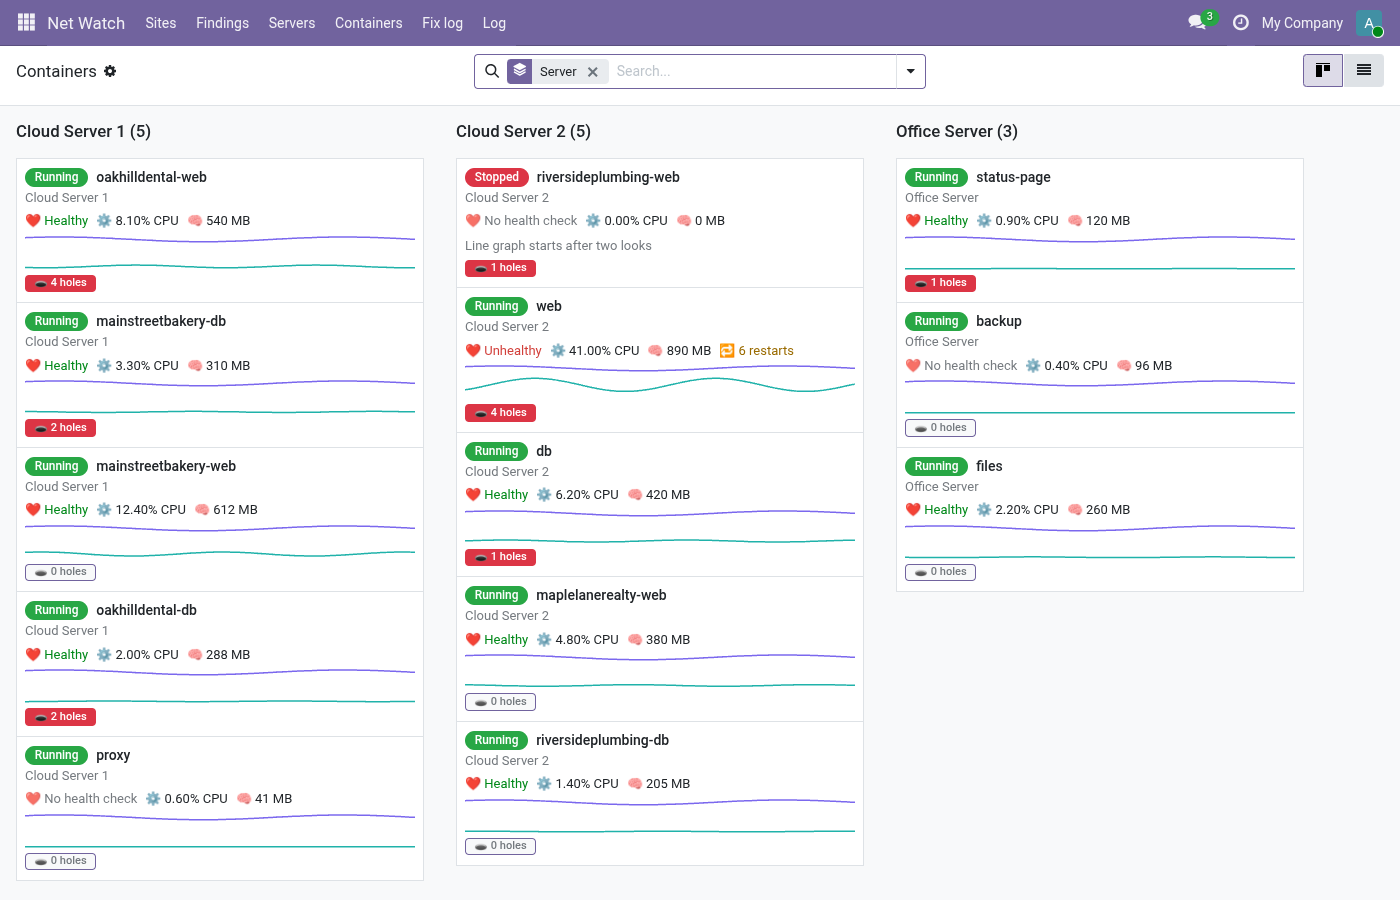 Net Watch Sites Findings Servers Containers Fix log Log 3 My Company A
Containers Server Search...
Cloud Server 1 (5)
Running oakhilldental-web
Cloud Server 1
Healthy 8.10% CPU 540 MB
4 holes
Running mainstreetbakery-db
Cloud Server 1
Healthy 3.30% CPU 310 MB
2 holes
Running mainstreetbakery-web
Cloud Server 1
Healthy 12.40% CPU 612 MB
0 holes
Running oakhilldental-db
Cloud Server 1
Healthy 2.00% CPU 288 MB
2 holes
Running proxy
Cloud Server 1
No health check 0.60% CPU 41 MB
0 holes
Cloud Server 2 (5)
Stopped riversideplumbing-web
Cloud Server 2
No health check 0.00% CPU 0 MB
Line graph starts after two looks
1 holes
Running web
Cloud Server 2
Unhealthy 41.00% CPU 890 MB 6 restarts
4 holes
Running db
Cloud Server 2
Healthy 6.20% CPU 420 MB
1 holes
Running maplelanerealty-web
Cloud Server 2
Healthy 4.80% CPU 380 MB
0 holes
Running riversideplumbing-db
Cloud Server 2
Healthy 1.40% CPU 205 MB
0 holes
Office Server (3)
Running status-page
Office Server
Healthy 0.90% CPU 120 MB
1 holes
Running backup
Office Server
No health check 0.40% CPU 96 MB
0 holes
Running files
Office Server
Healthy 2.20% CPU 260 MB
0 holes